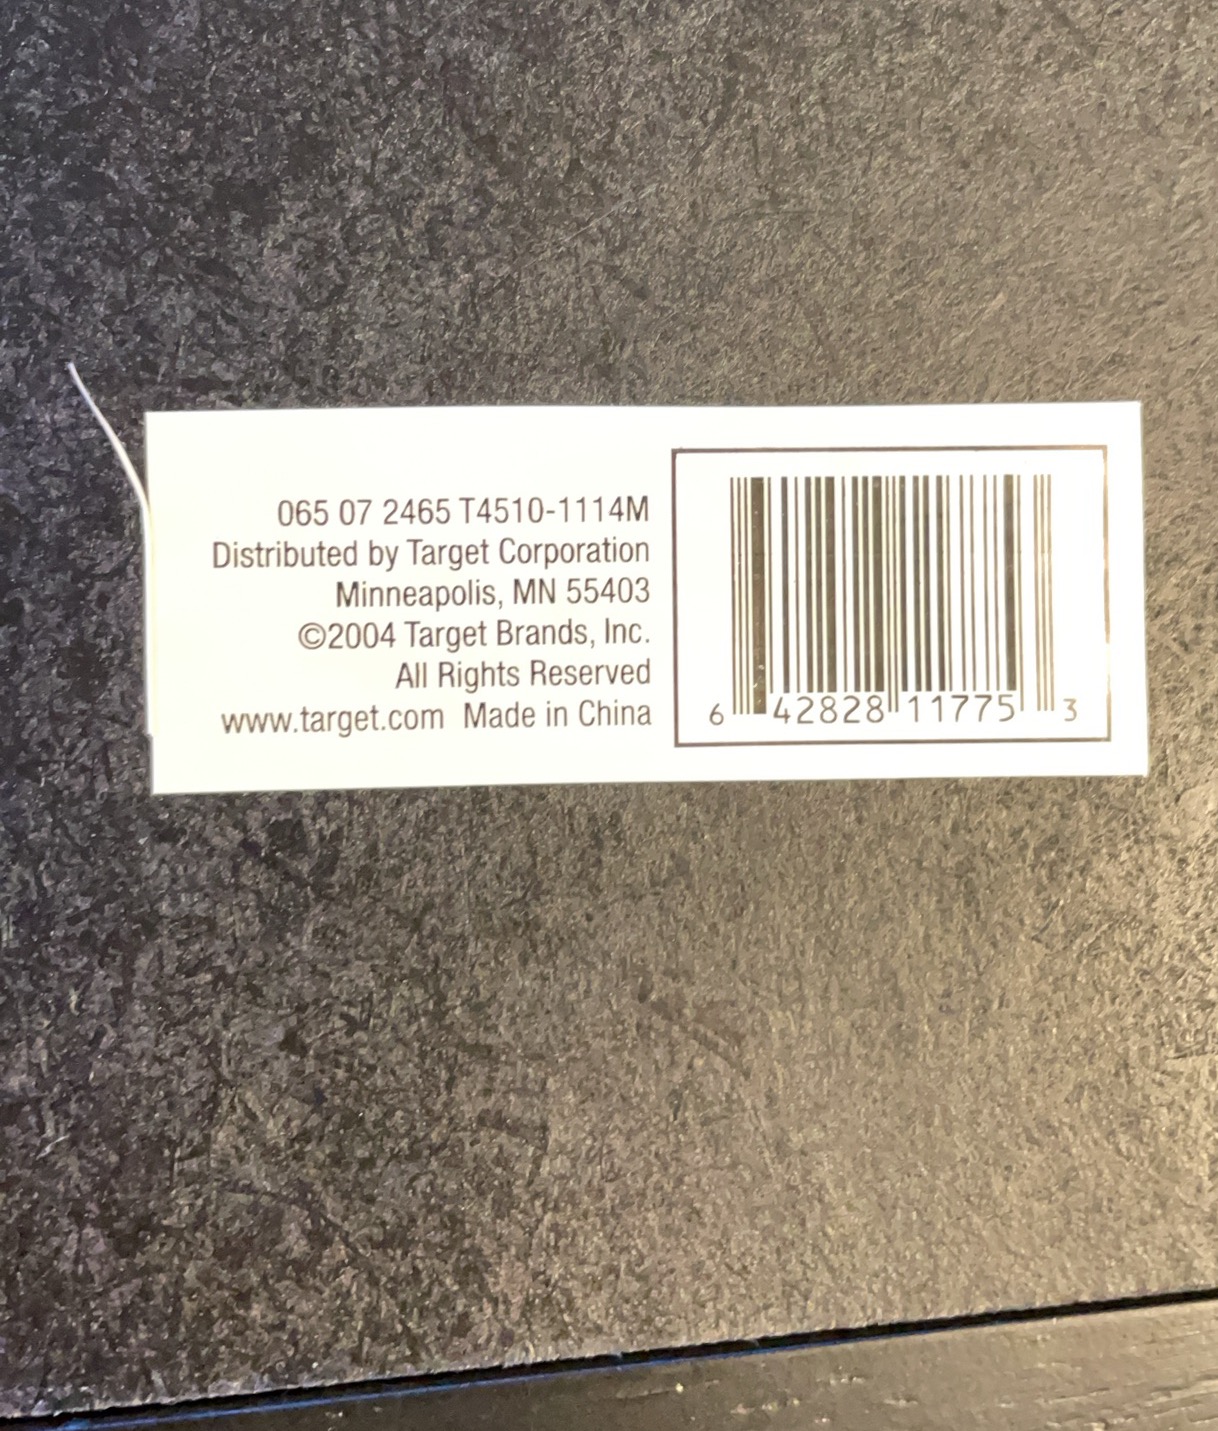 065 07 2465 T4510-1114M
Distributed by Target Corporation
Minneapolis, MN 55403
©2004 Target Brands, Inc.
All Rights Reserved
www.target.com Made in China
6 42828 11775 3